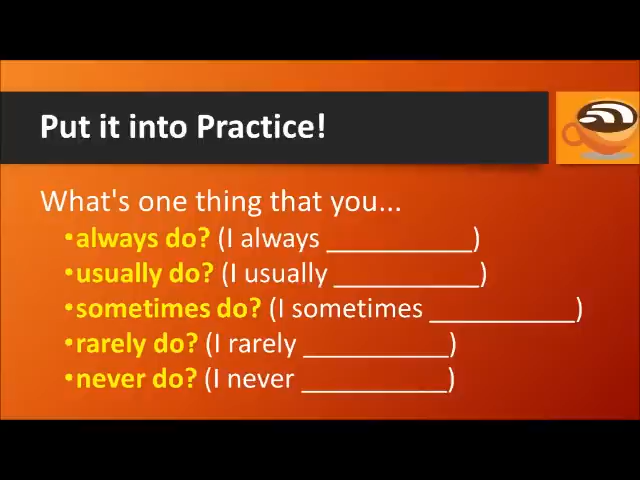 Put it into Practice!
What's one thing that you...
•always do? (I always __________)
•usually do? (I usually __________)
•sometimes do? (I sometimes __________)
•rarely do? (I rarely __________)
•never do? (I never __________)